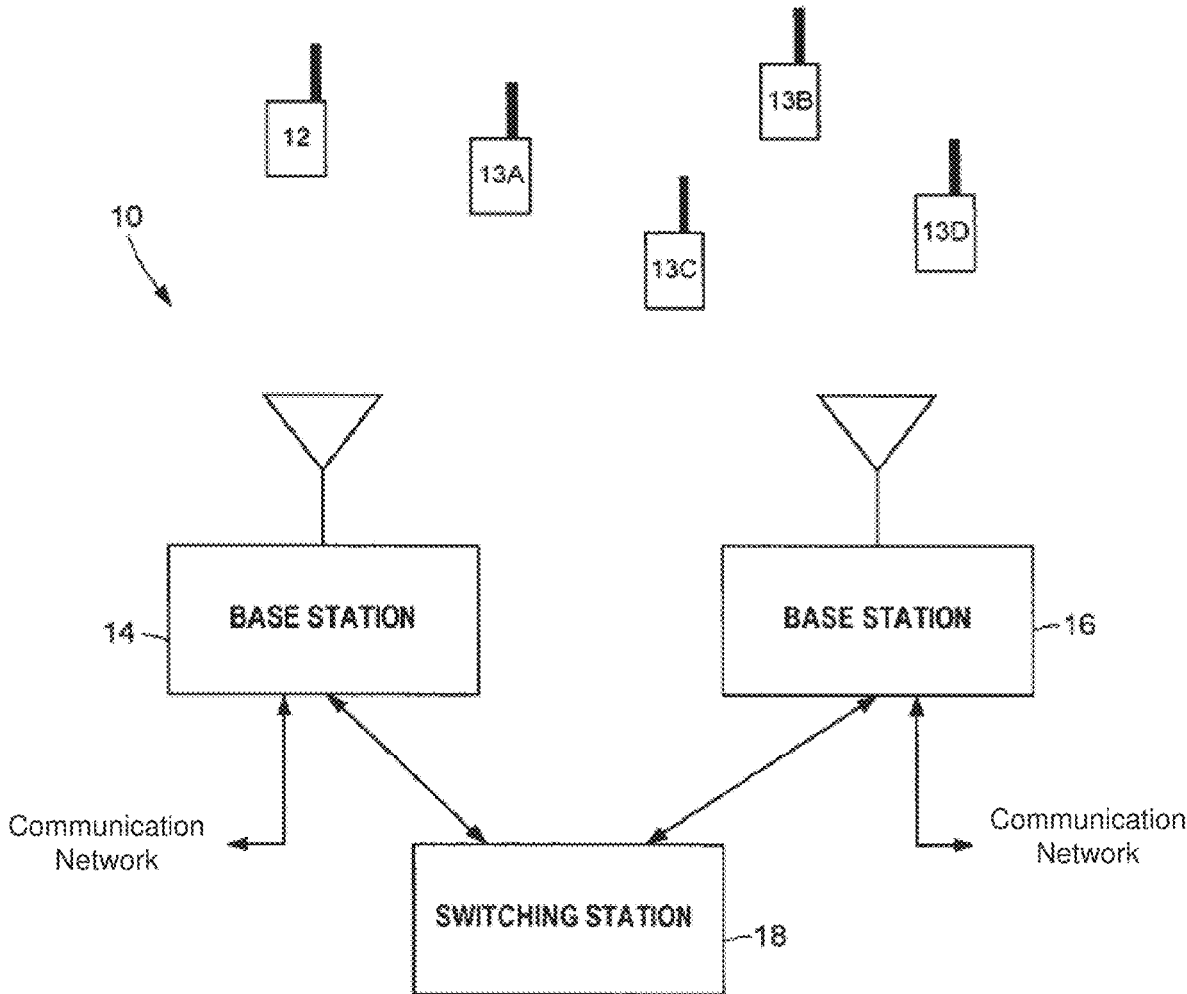 13B
12
13A
13D
10
13C
BASE STATION
BASE STATION
14
16
Communication
Network
Communication
Network
SWITCHING STATION
18